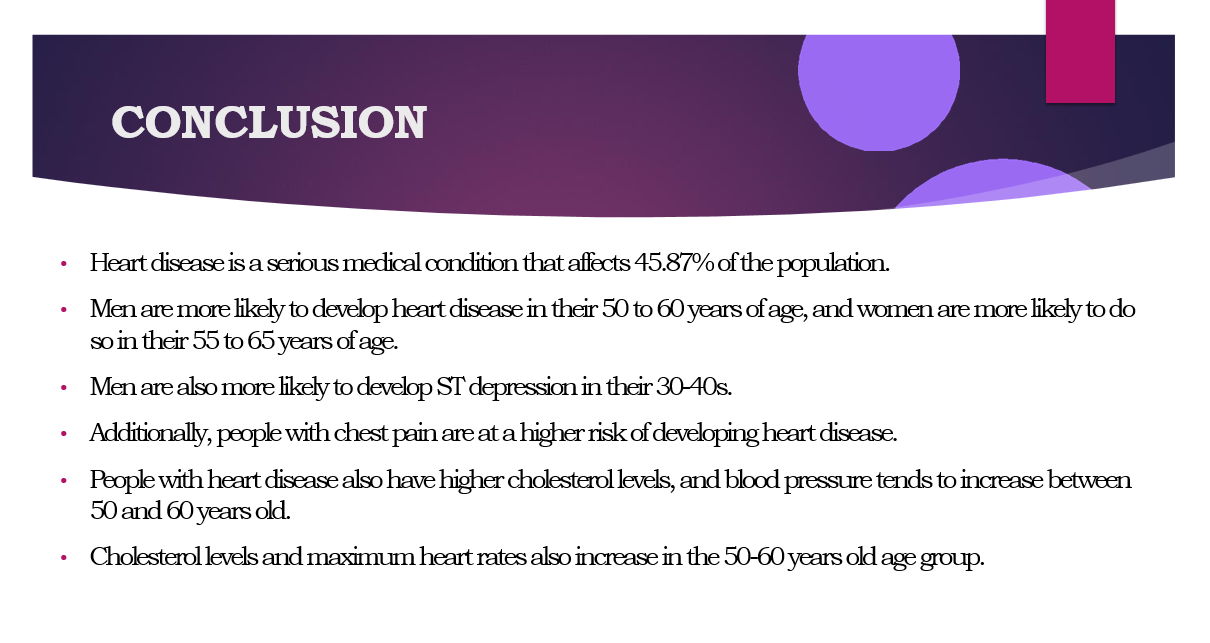 CONCLUSION
• Heart disease is a serious medical condition that affects 45.87% of the population.
• Men are more likely to develop heart disease in their 50 to 60 years of age, and women are more likely to do
so in their 55 to 65 years of age.
• Men are also more likely to develop ST depression in their 30-40s.
• Additionally, people with chest pain are at a higher risk of developing heart disease.
• People with heart disease also have higher cholesterol levels, and blood pressure tends to increase between
50 and 60 years old.
• Cholesterol levels and maximum heart rates also increase in the 50-60 years old age group.